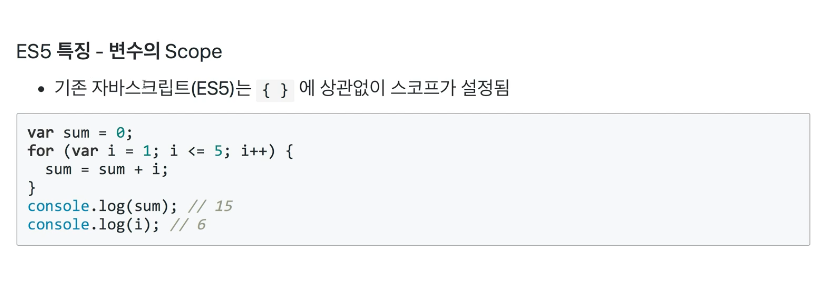 ES5 특징 - 변수의 Scope
• 기존 자바스크립트(ES5)는 { } 에 상관없이 스코프가 설정됨
var sum = 0;
for (var i = 1; i <= 5; i++) {
  sum = sum + i;
}
console.log(sum); // 15
console.log(i); // 6